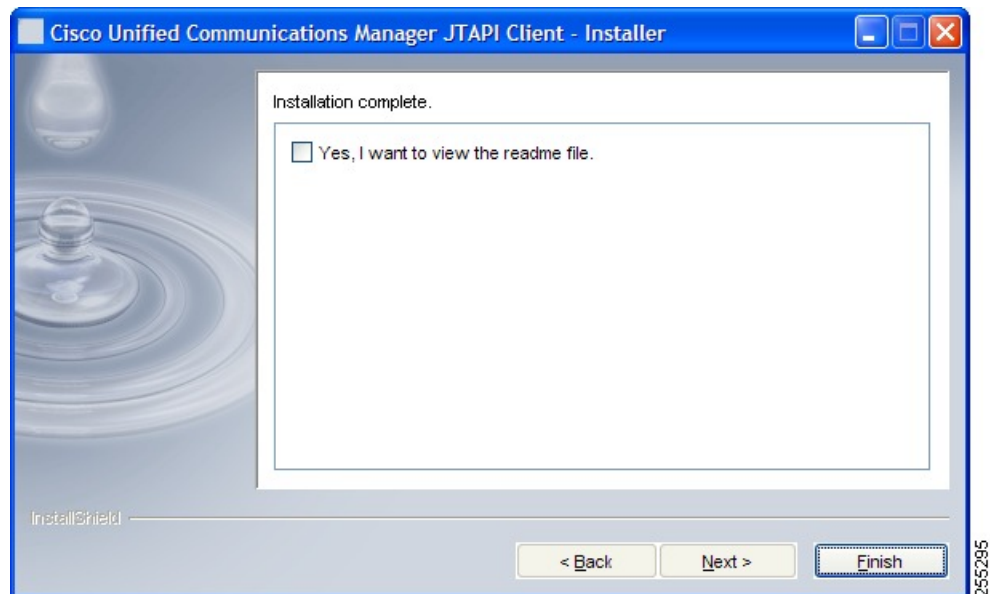 Cisco Unified Communications Manager JTAPI Client - Installer
Installation complete.
Yes, I want to view the readme file.
InstallShield
< Back
Next >
Finish
255295